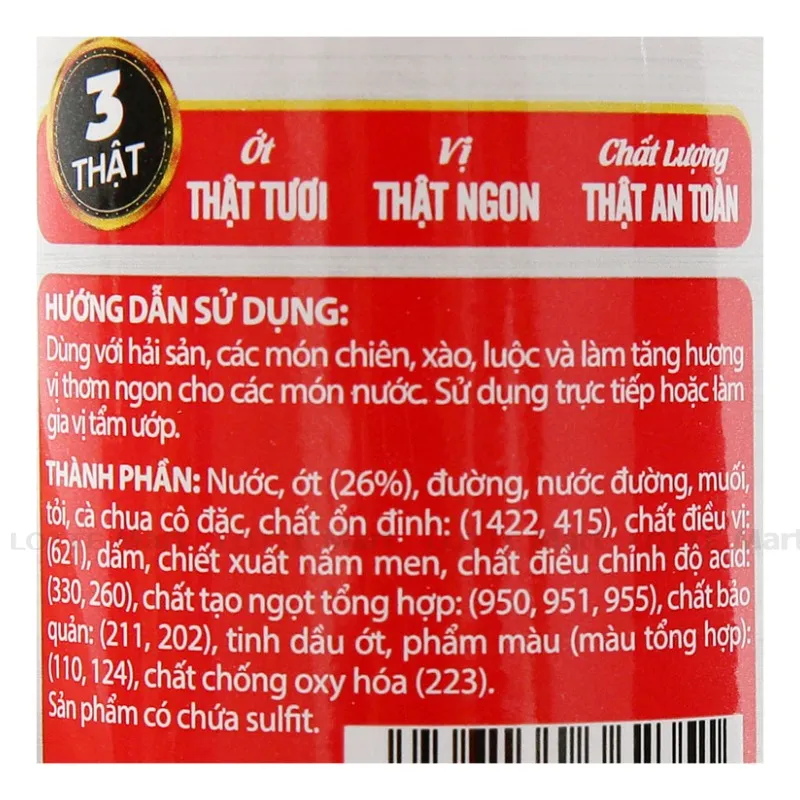 3
THẬT
Ớt
THẬT TƯƠI
Vị
THẬT NGON
Chất Lượng
THẬT AN TOÀN
HƯỚNG DẪN SỬ DỤNG:
Dùng với hải sản, các món chiên, xào, luộc và làm tăng hương
vị thơm ngon cho các món nước. Sử dụng trực tiếp hoặc làm
gia vị tẩm ướp.
THÀNH PHẦN: Nước, ớt (26%), đường, nước đường, muối,
tỏi, cà chua cô đặc, chất ổn định: (1422, 415), chất điều vị:
(621), dấm, chiết xuất nấm men, chất điều chỉnh độ acid:
(330, 260), chất tạo ngọt tổng hợp: (950, 951, 955), chất bảo
quản: (211, 202), tinh dầu ớt, phẩm màu (màu tổng hợp):
(110, 124), chất chống oxy hóa (223).
Sản phẩm có chứa sulfit.